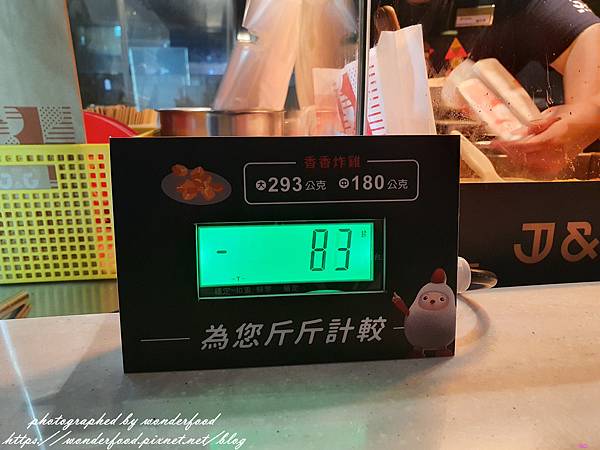 香香炸雞
大 293公克 中 180公克
- 83
為您斤斤計較
J &
photographed by wonderfood
https://wonderfood.pixnet.net/blog